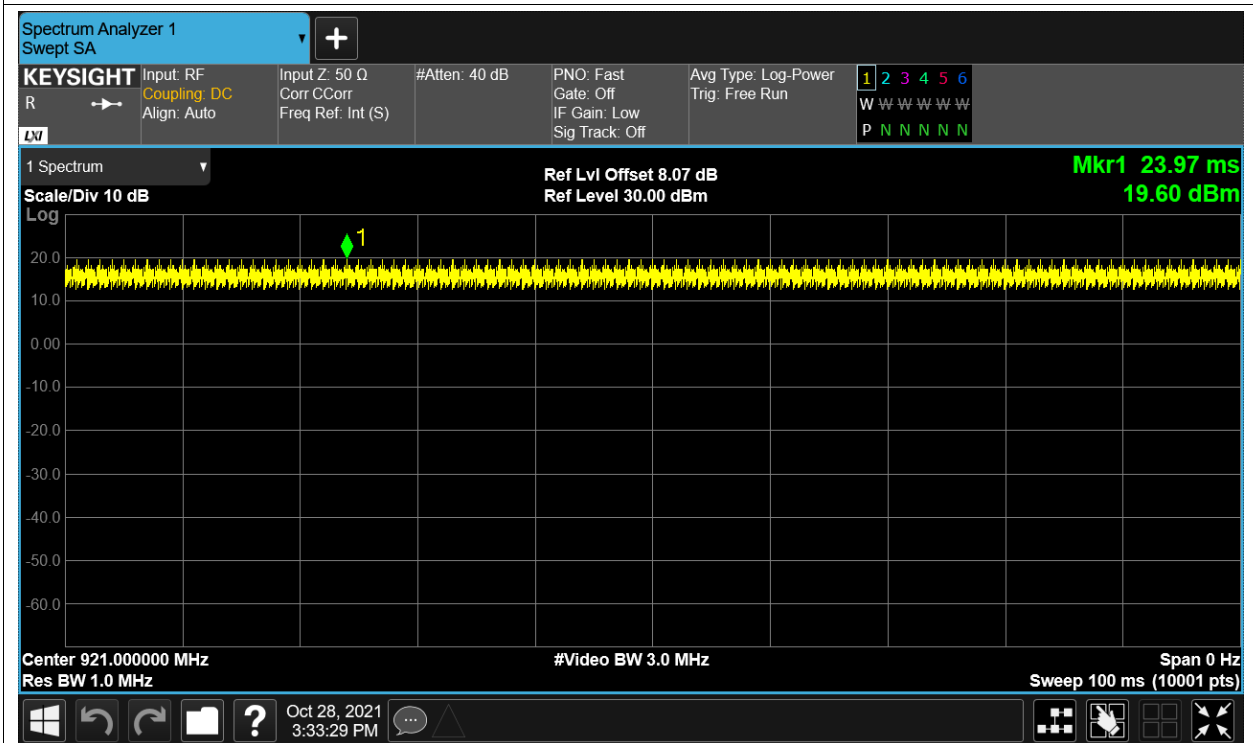 Spectrum Analyzer 1
Swept SA
+
KEYSIGHT
R
LXI
Input: RF
Coupling: DC
Align: Auto
Input Z: 50 Ω
Corr CCorr
Freq Ref: Int (S)
#Atten: 40 dB
PNO: Fast
Gate: Off
IF Gain: Low
Sig Track: Off
Avg Type: Log-Power
Trig: Free Run
1 2 3 4 5 6
W W W W W W
P N N N N N
1 Spectrum
Scale/Div 10 dB
Ref Lvl Offset 8.07 dB
Ref Level 30.00 dBm
Mkr1 23.97 ms
19.60 dBm
Log
1
20.0
10.0
0.00
-10.0
-20.0
-30.0
-40.0
-50.0
-60.0
Center 921.000000 MHz
#Video BW 3.0 MHz
Span 0 Hz
Res BW 1.0 MHz
Sweep 100 ms (10001 pts)
?
Oct 28, 2021
3:33:29 PM